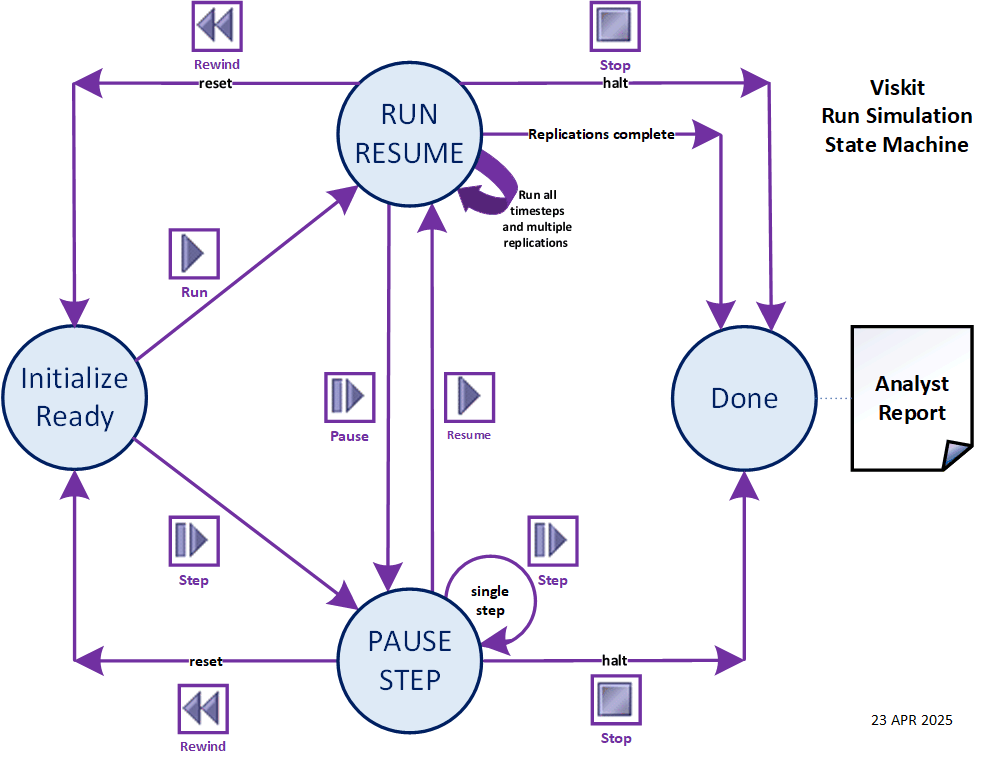 Rewind
reset
Stop
halt
Viskit
Run Simulation
State Machine
RUN
RESUME
Replications complete
Run all
timesteps
and multiple
replications
Run
Initialize
Ready
Pause
Resume
Done
Analyst
Report
Step
Step
single
step
PAUSE
STEP
reset
Rewind
halt
Stop
23 APR 2025